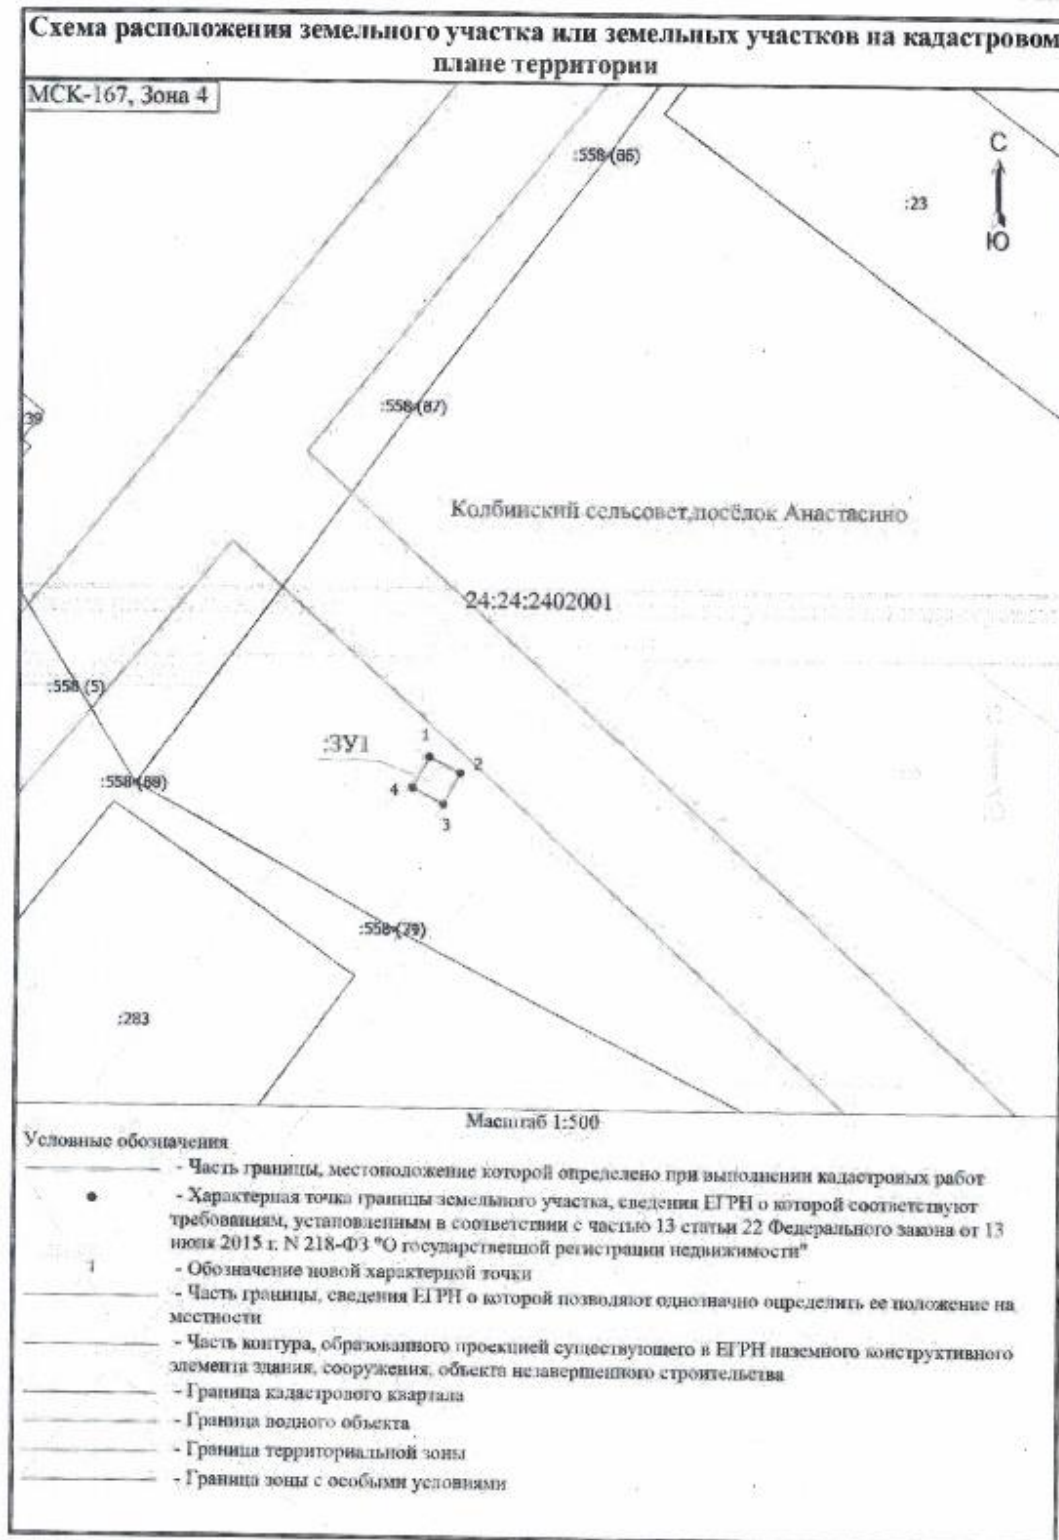 Схема расположения земельного участка или земельных участков на кадастровом
плане территории
МСК-167, Зона 4
:558 (86)
С
:23
Ю
39
:558 (87)
Колбинский сельсовет,посёлок Анастасино
24:24:2402001
:558 (5)
:ЗУ1
1
2
:558
4
3
:558
:283
Масштаб 1:500
Условные обозначения
- Часть границы, местоположение которой определено при выполнении кадастровых работ
- Характерная точка границы земельного участка, сведения ЕГРН о которой соответствуют
требованиям, установленным в соответствии с частью 13 статьи 22 Федерального закона от 13
июля 2015 г. N 218-ФЗ "О государственной регистрации недвижимости"
1 - Обозначение новой характерной точки
- Часть границы, сведения ЕГРН о которой позволяют однозначно определить ее положение на
местности
- Часть контура, образованного проекцией существующего в ЕГРН наземного конструктивного
элемента здания, сооружения, объекта незавершенного строительства
- Граница кадастрового квартала
- Граница водного объекта
- Граница территориальной зоны
- Граница зоны с особыми условиями